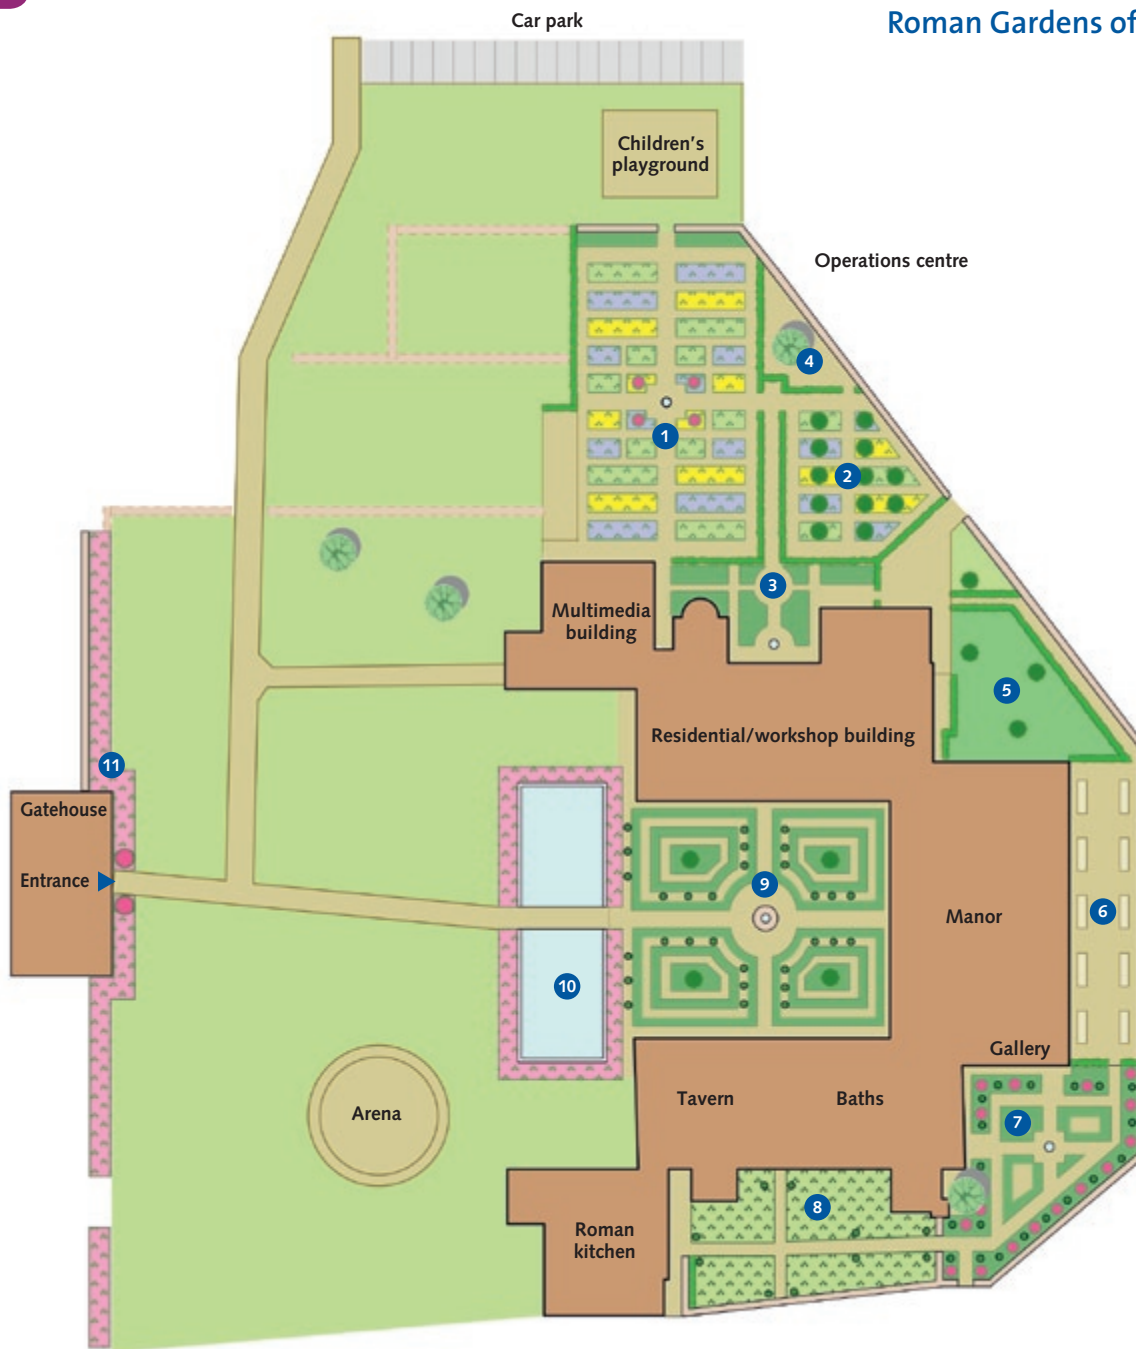 Car park
Roman Gardens of
Children's
playground
Operations centre
4
1
2
3
Multimedia
building
5
Residential/workshop building
11
Gatehouse
Entrance
9
6
Manor
10
Gallery
Tavern
Baths
Arena
7
8
Roman
kitchen